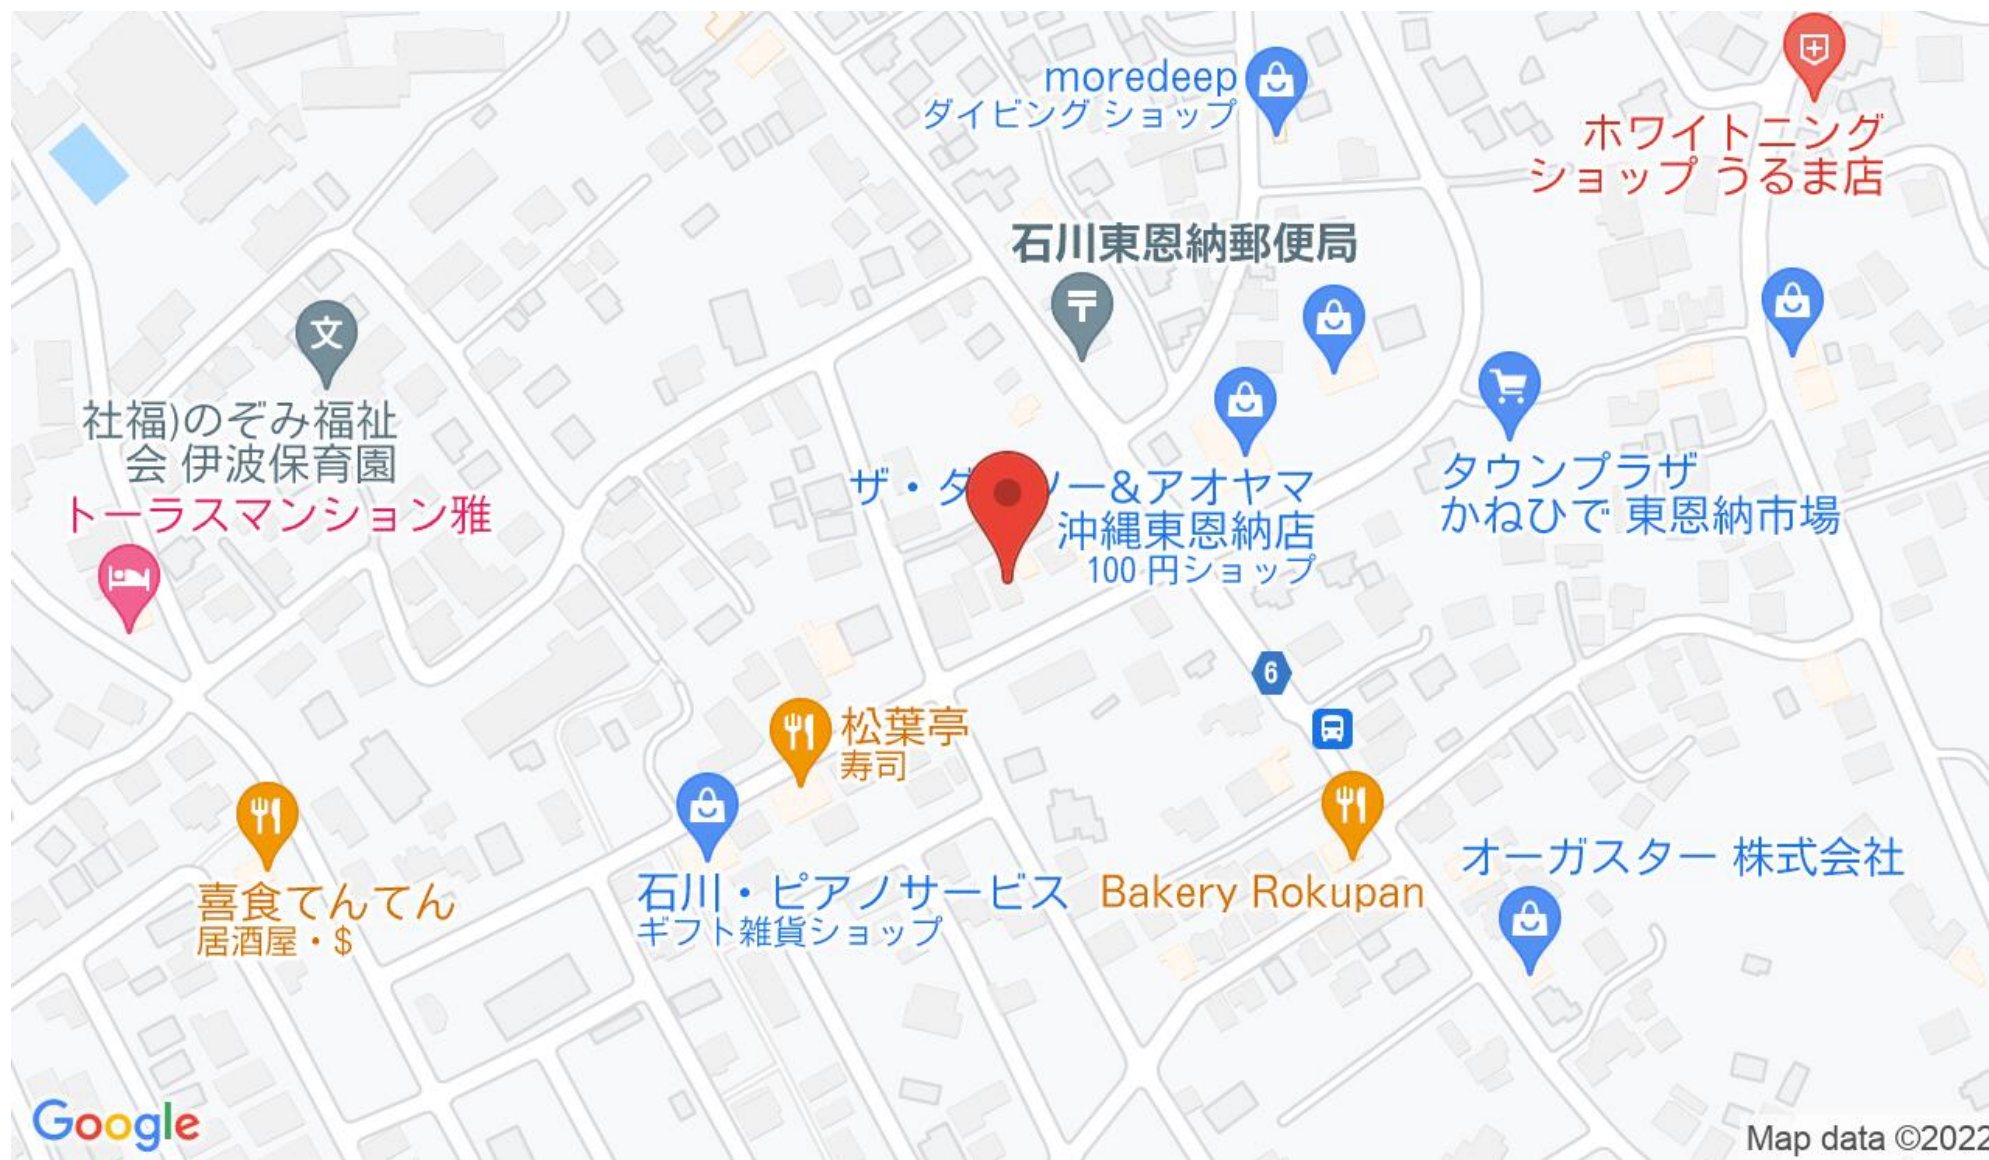 moredeep
ダイビング ショップ
ホワイトニング
ショップ うるま店
石川東恩納郵便局
文
社福)のぞみ福祉
会 伊波保育園
トーラスマンション雅
ザ・ダ
ソー&アオヤマ
沖縄東恩納店
100 円ショップ
タウンプラザ
かねひで 東恩納市場
6
松葉亭
寿司
石川・ピアノサービス
ギフト雑貨ショップ
Bakery Rokupan
オーガスター 株式会社
喜食てんてん
居酒屋・$
Google
Map data ©2022